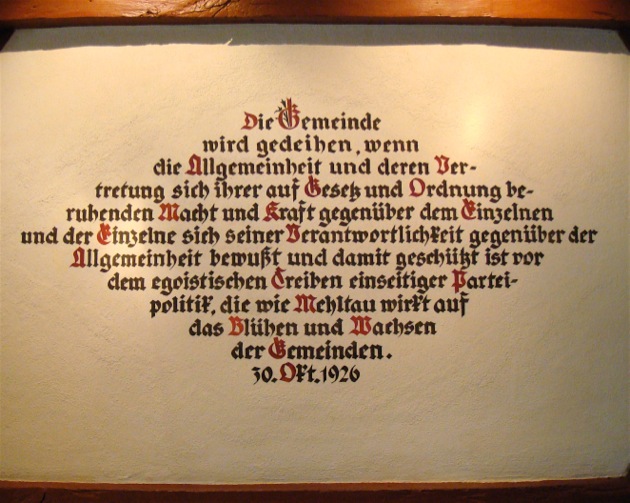 Die Gemeinde
wird gedeihen, wenn
die Allgemeinheit und deren Ver-
tretung sich ihrer auf Gesetz und Ordnung be-
ruhenden Macht und Kraft gegenüber dem Einzelnen
und der Einzelne sich seiner Verantwortlichkeit gegenüber der
Allgemeinheit bewußt und damit geschützt ist vor
dem egoistischen Treiben einseitiger Partei-
politik, die wie Mehltau wirkt auf
das Blühen und Wachsen
der Gemeinden.
30. Okt. 1926